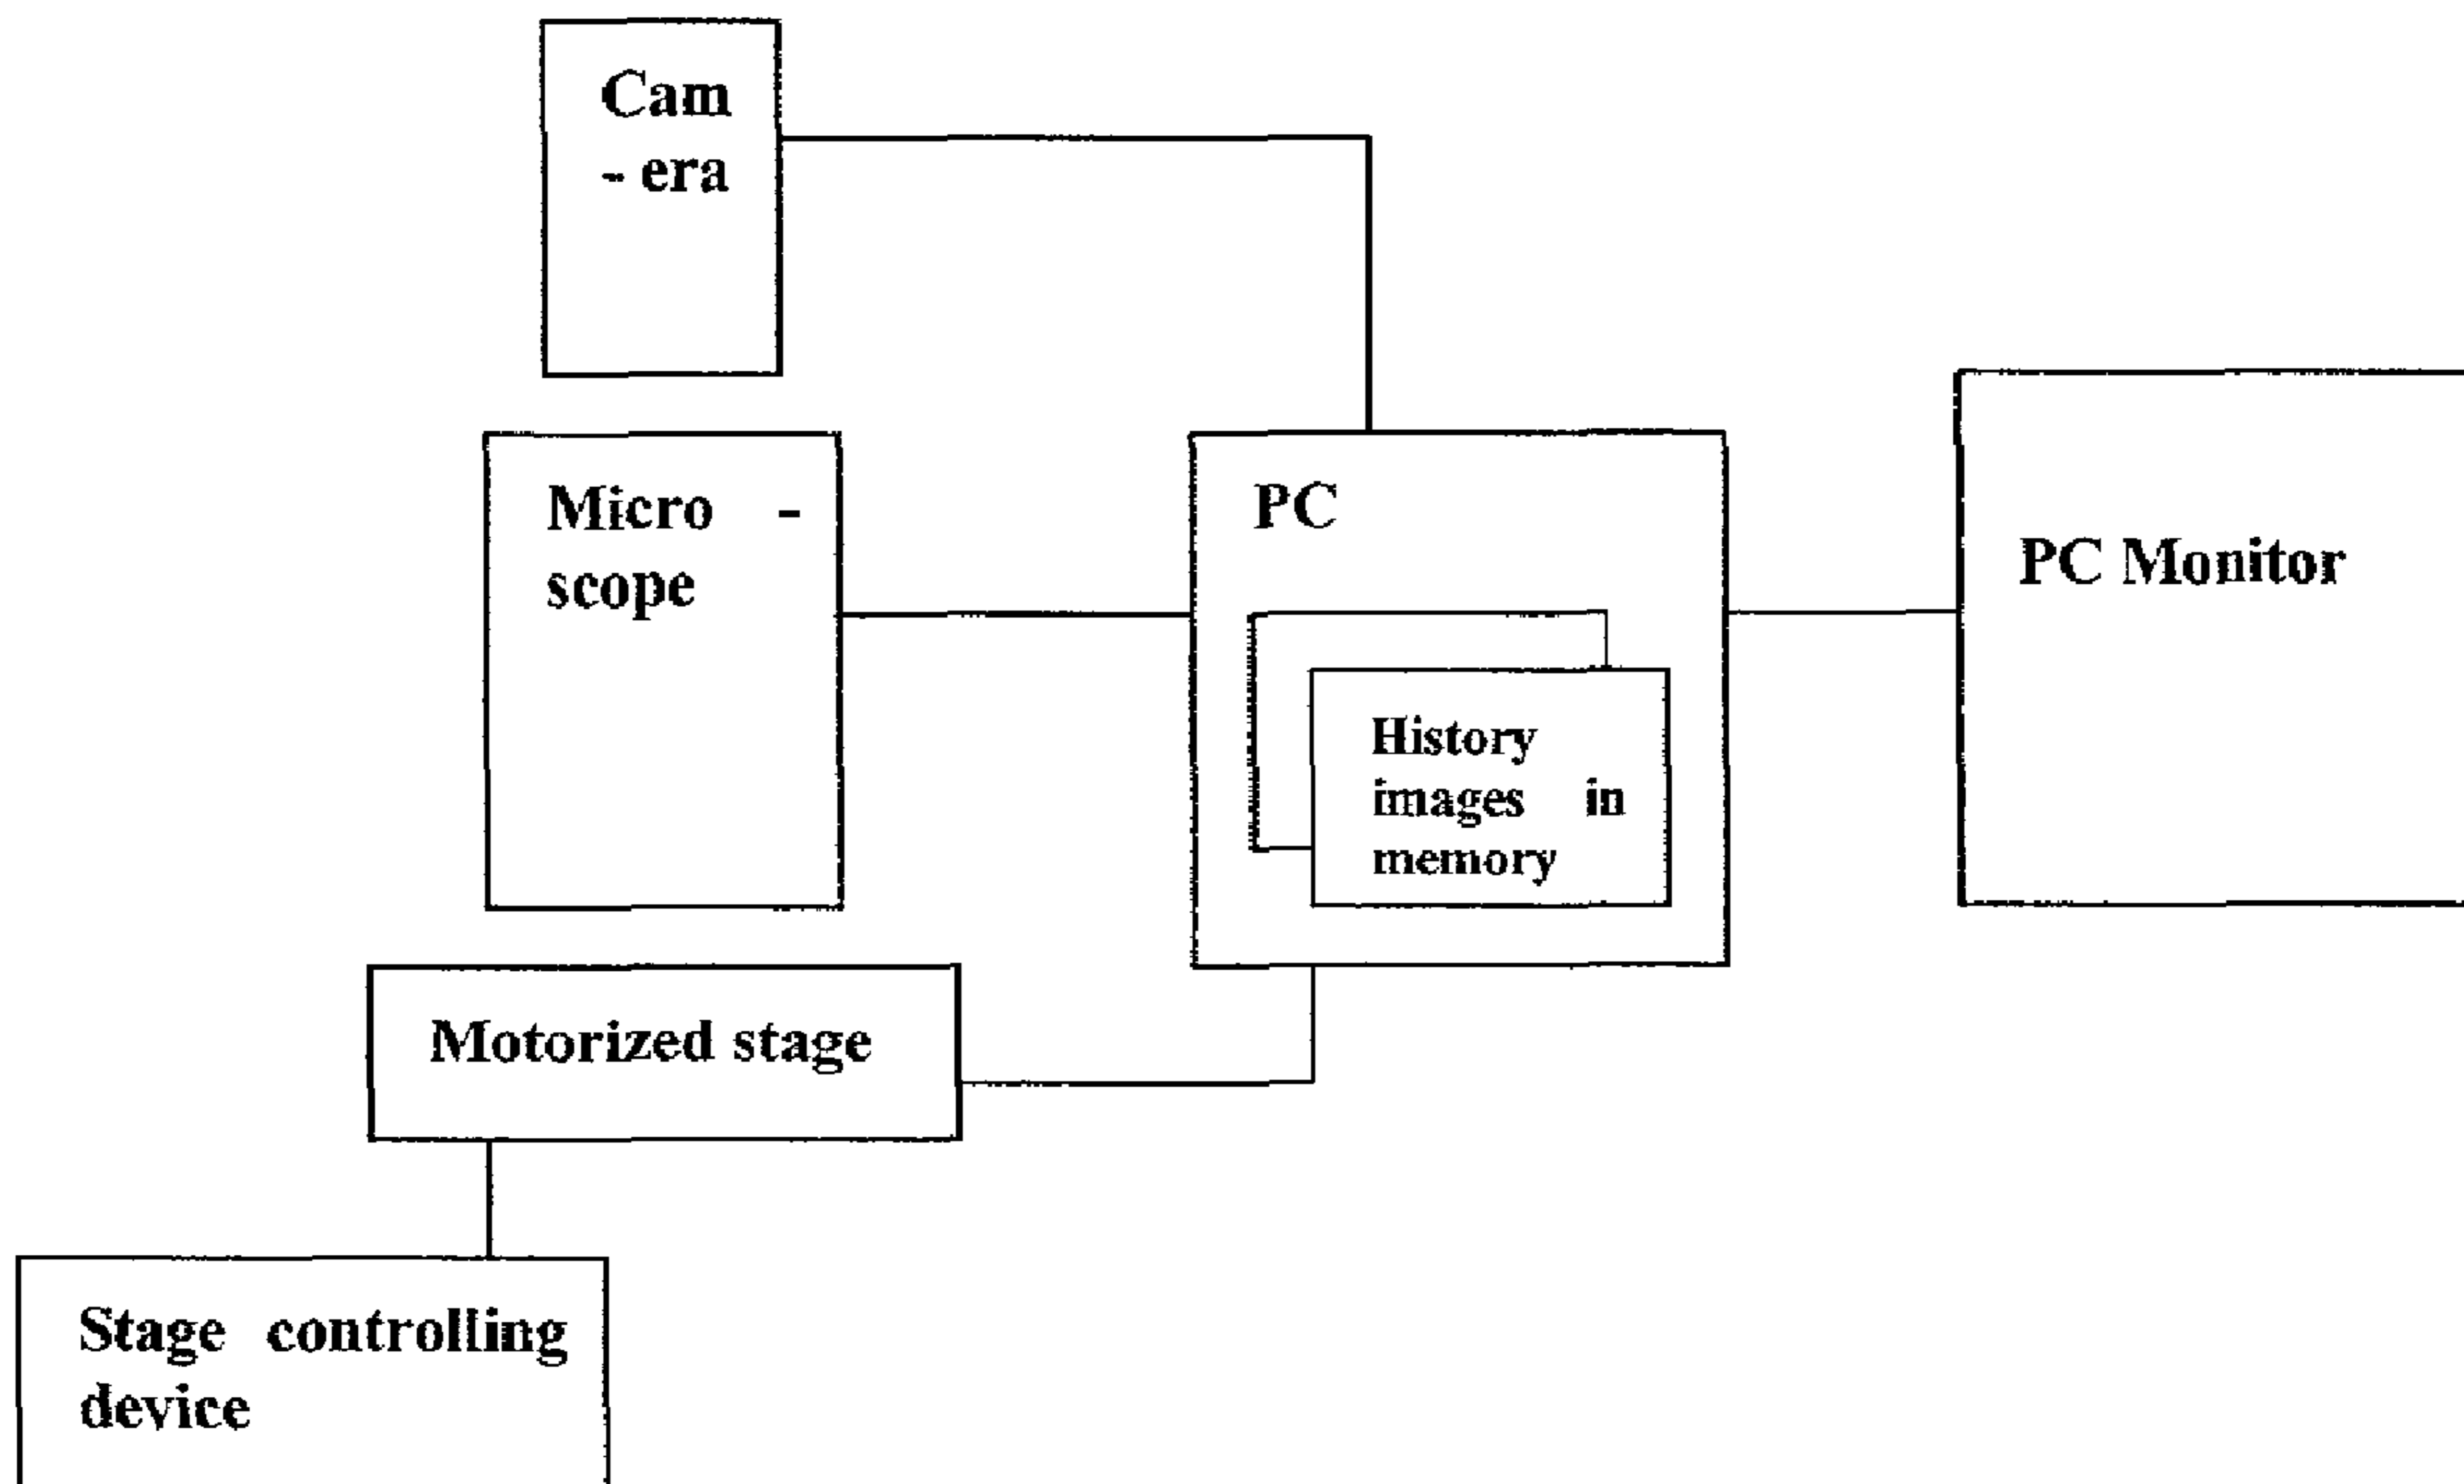 Cam
- era
Micro -
scope
PC
PC Monitor
History
images in
memory
Motorized stage
Stage controlling
device